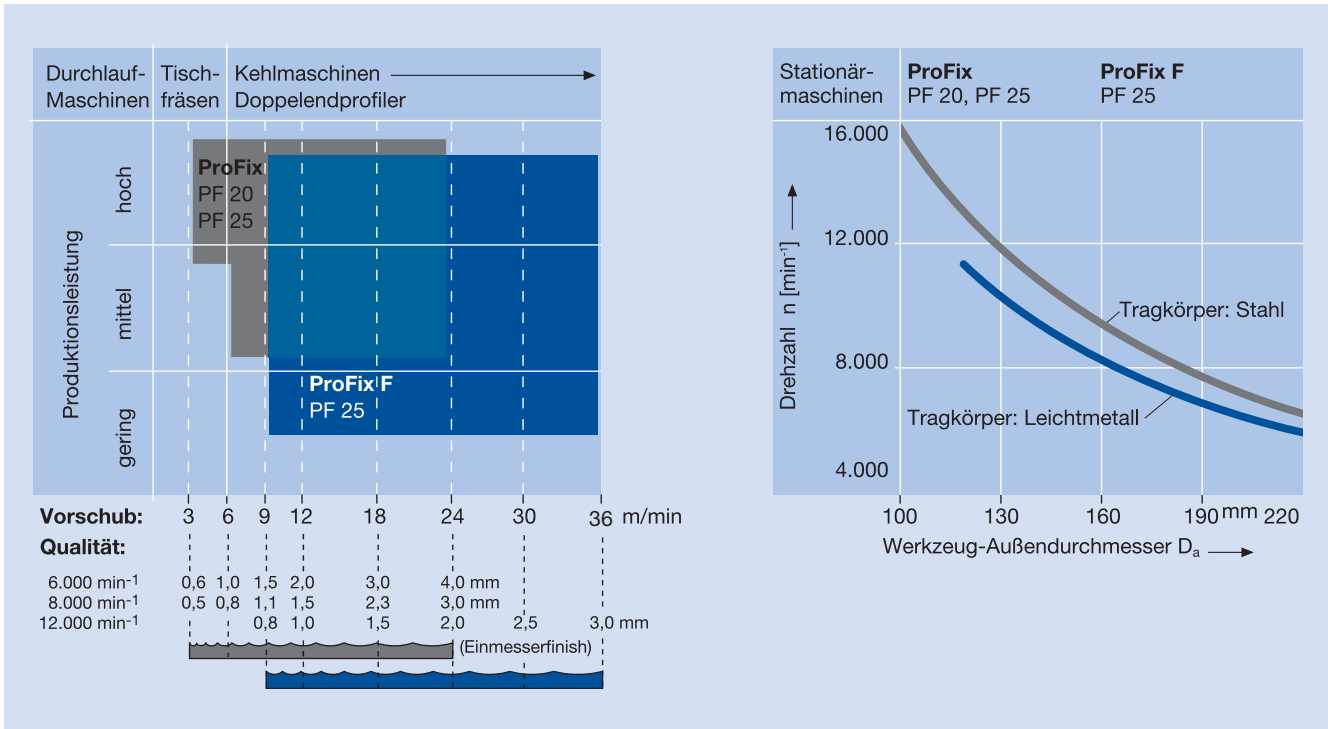 Durchlauf-
Maschinen
Tisch-
fräsen
Kehlmaschinen
Doppelendprofiler
Produktionsleistung
hoch
mittel
gering
ProFix
PF 20
PF 25
ProFix F
PF 25
Vorschub: 3 6 9 12 18 24 30 36 m/min
Qualität:
6.000 min-1 0,6 1,0 1,5 2,0 3,0 4,0 mm
8.000 min-1 0,5 0,8 1,1 1,5 2,3 3,0 mm
12.000 min-1 0,8 1,0 1,5 2,0 2,5 3,0 mm
(Einmesserfinish)
Stationär-
maschinen
ProFix
PF 20, PF 25
ProFix F
PF 25
Drehzahl n [min-1]
16.000
12.000
8.000
4.000
Tragkörper: Stahl
Tragkörper: Leichtmetall
100 130 160 190 mm 220
Werkzeug-Außendurchmesser Da